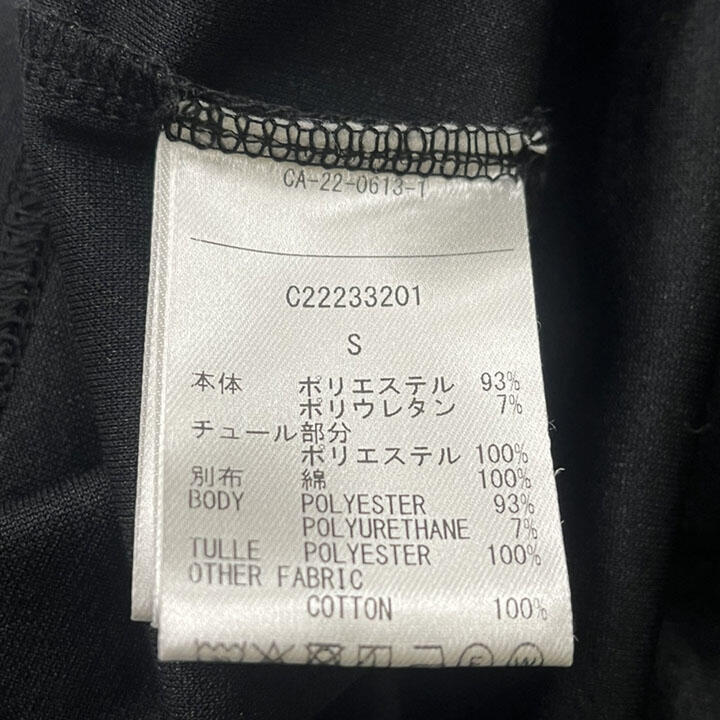 CA-22-0613-1
C22233201
S
本体 ポリエステル 93%
ポリウレタン 7%
チュール部分
ポリエステル 100%
別布 綿 100%
BODY POLYESTER 93%
POLYURETHANE 7%
TULLE POLYESTER 100%
OTHER FABRIC
COTTON 100%